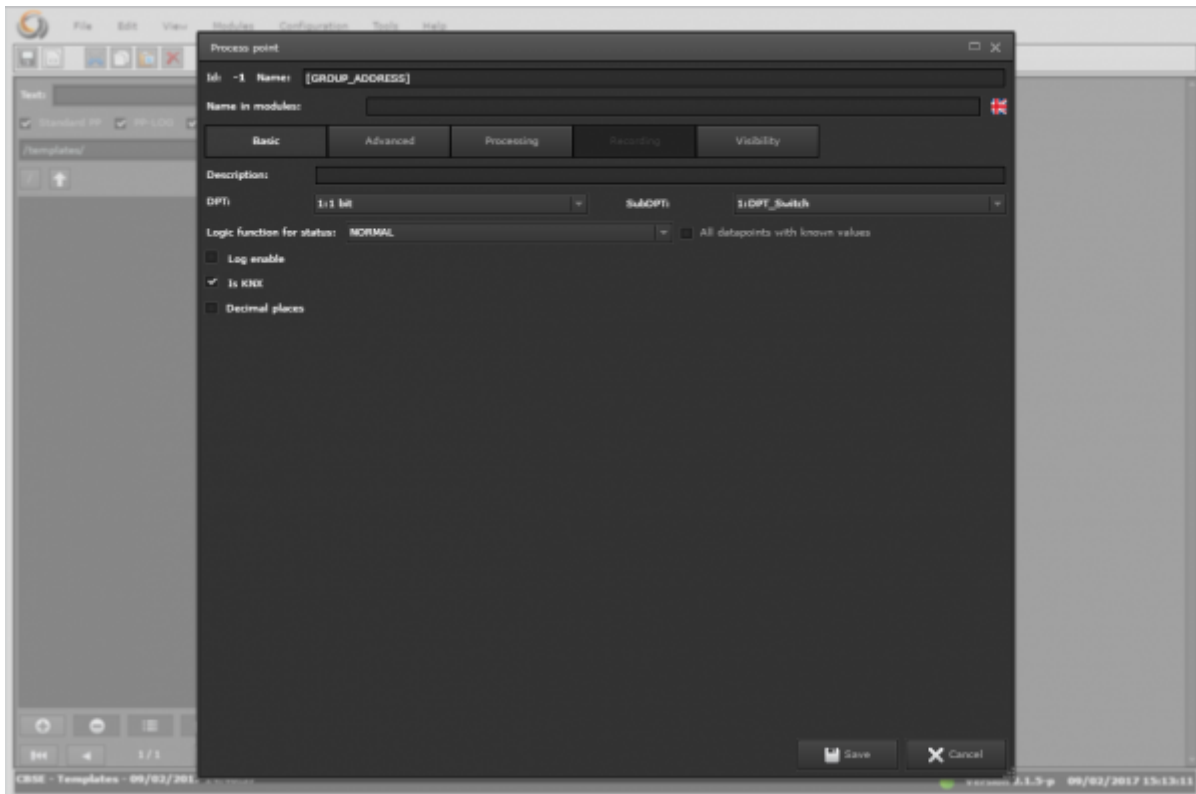 File Edit View Modules Configuration Tools Help
Process point
Id: -1 Name: [GROUP_ADDRESS]
Text:
Name in modules:
Standard PP PP-LOG
Basic Advanced Processing Recording Visibility
/templates/
Description:
DPT: 1:1 bit SubDPT: 1:DPT_Switch
Logic function for status: NORMAL All datapoints with known values
Log enable
Is KNX
Decimal places
1/1
Save Cancel
CBSE - Templates - 09/02/201
Version 2.1.5-p 09/02/2017 15:13:11